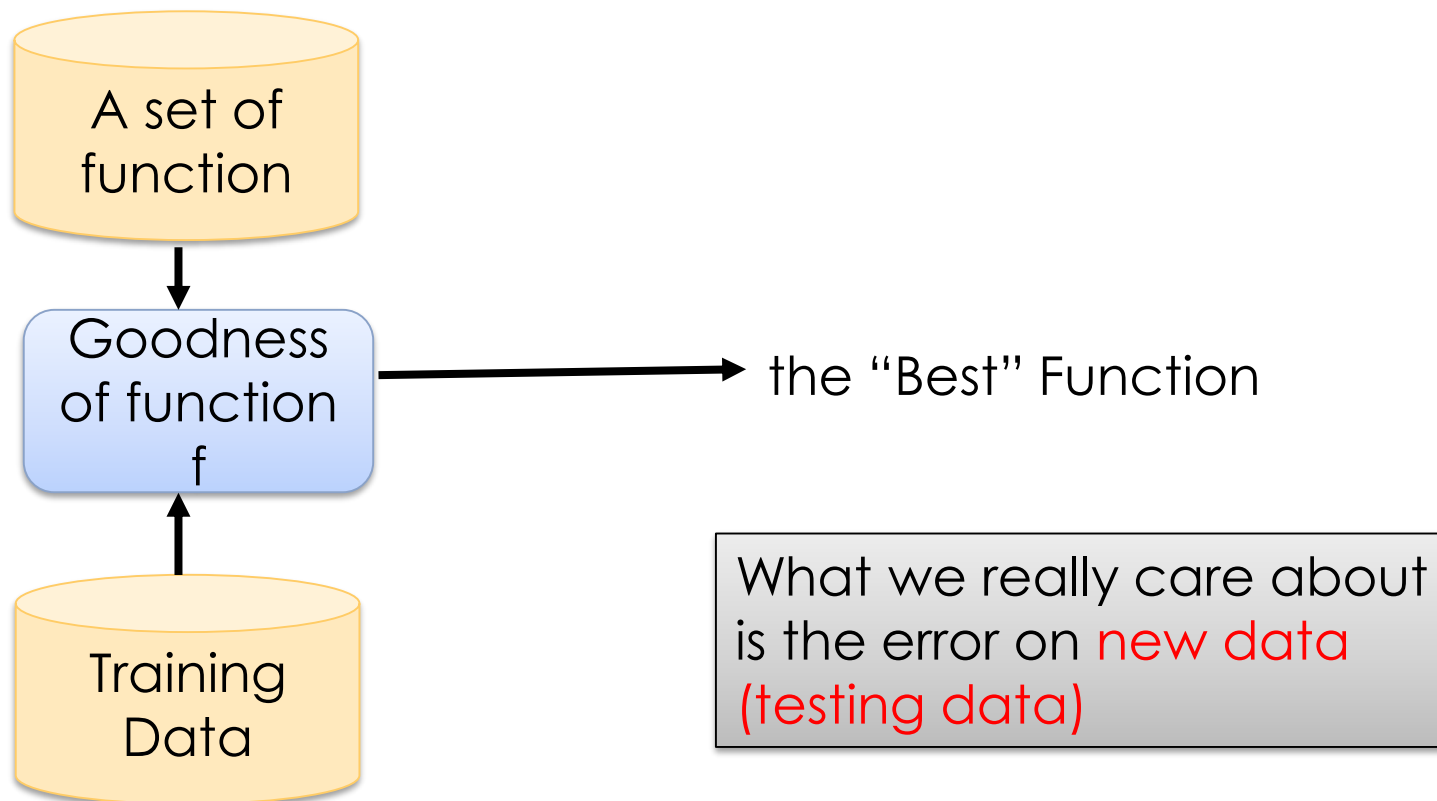 A set of
function
Goodness
of function
f
the “Best” Function
Training
Data
What we really care about
is the error on new data
(testing data)